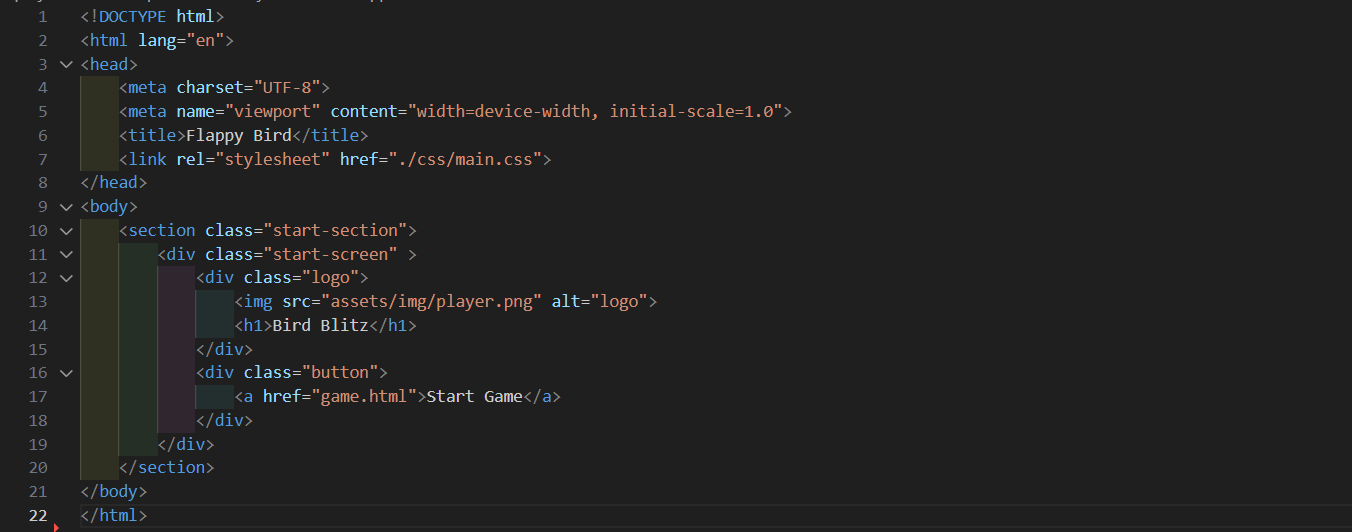 1 <!DOCTYPE html>
2 <html lang="en">
3 <head>
4     <meta charset="UTF-8">
5     <meta name="viewport" content="width=device-width, initial-scale=1.0">
6     <title>Flappy Bird</title>
7     <link rel="stylesheet" href="./css/main.css">
8 </head>
9 <body>
10     <section class="start-section">
11         <div class="start-screen" >
12             <div class="logo">
13                 <img src="assets/img/player.png" alt="logo">
14                 <h1>Bird Blitz</h1>
15             </div>
16             <div class="button">
17                 <a href="game.html">Start Game</a>
18             </div>
19         </div>
20     </section>
21 </body>
22 </html>